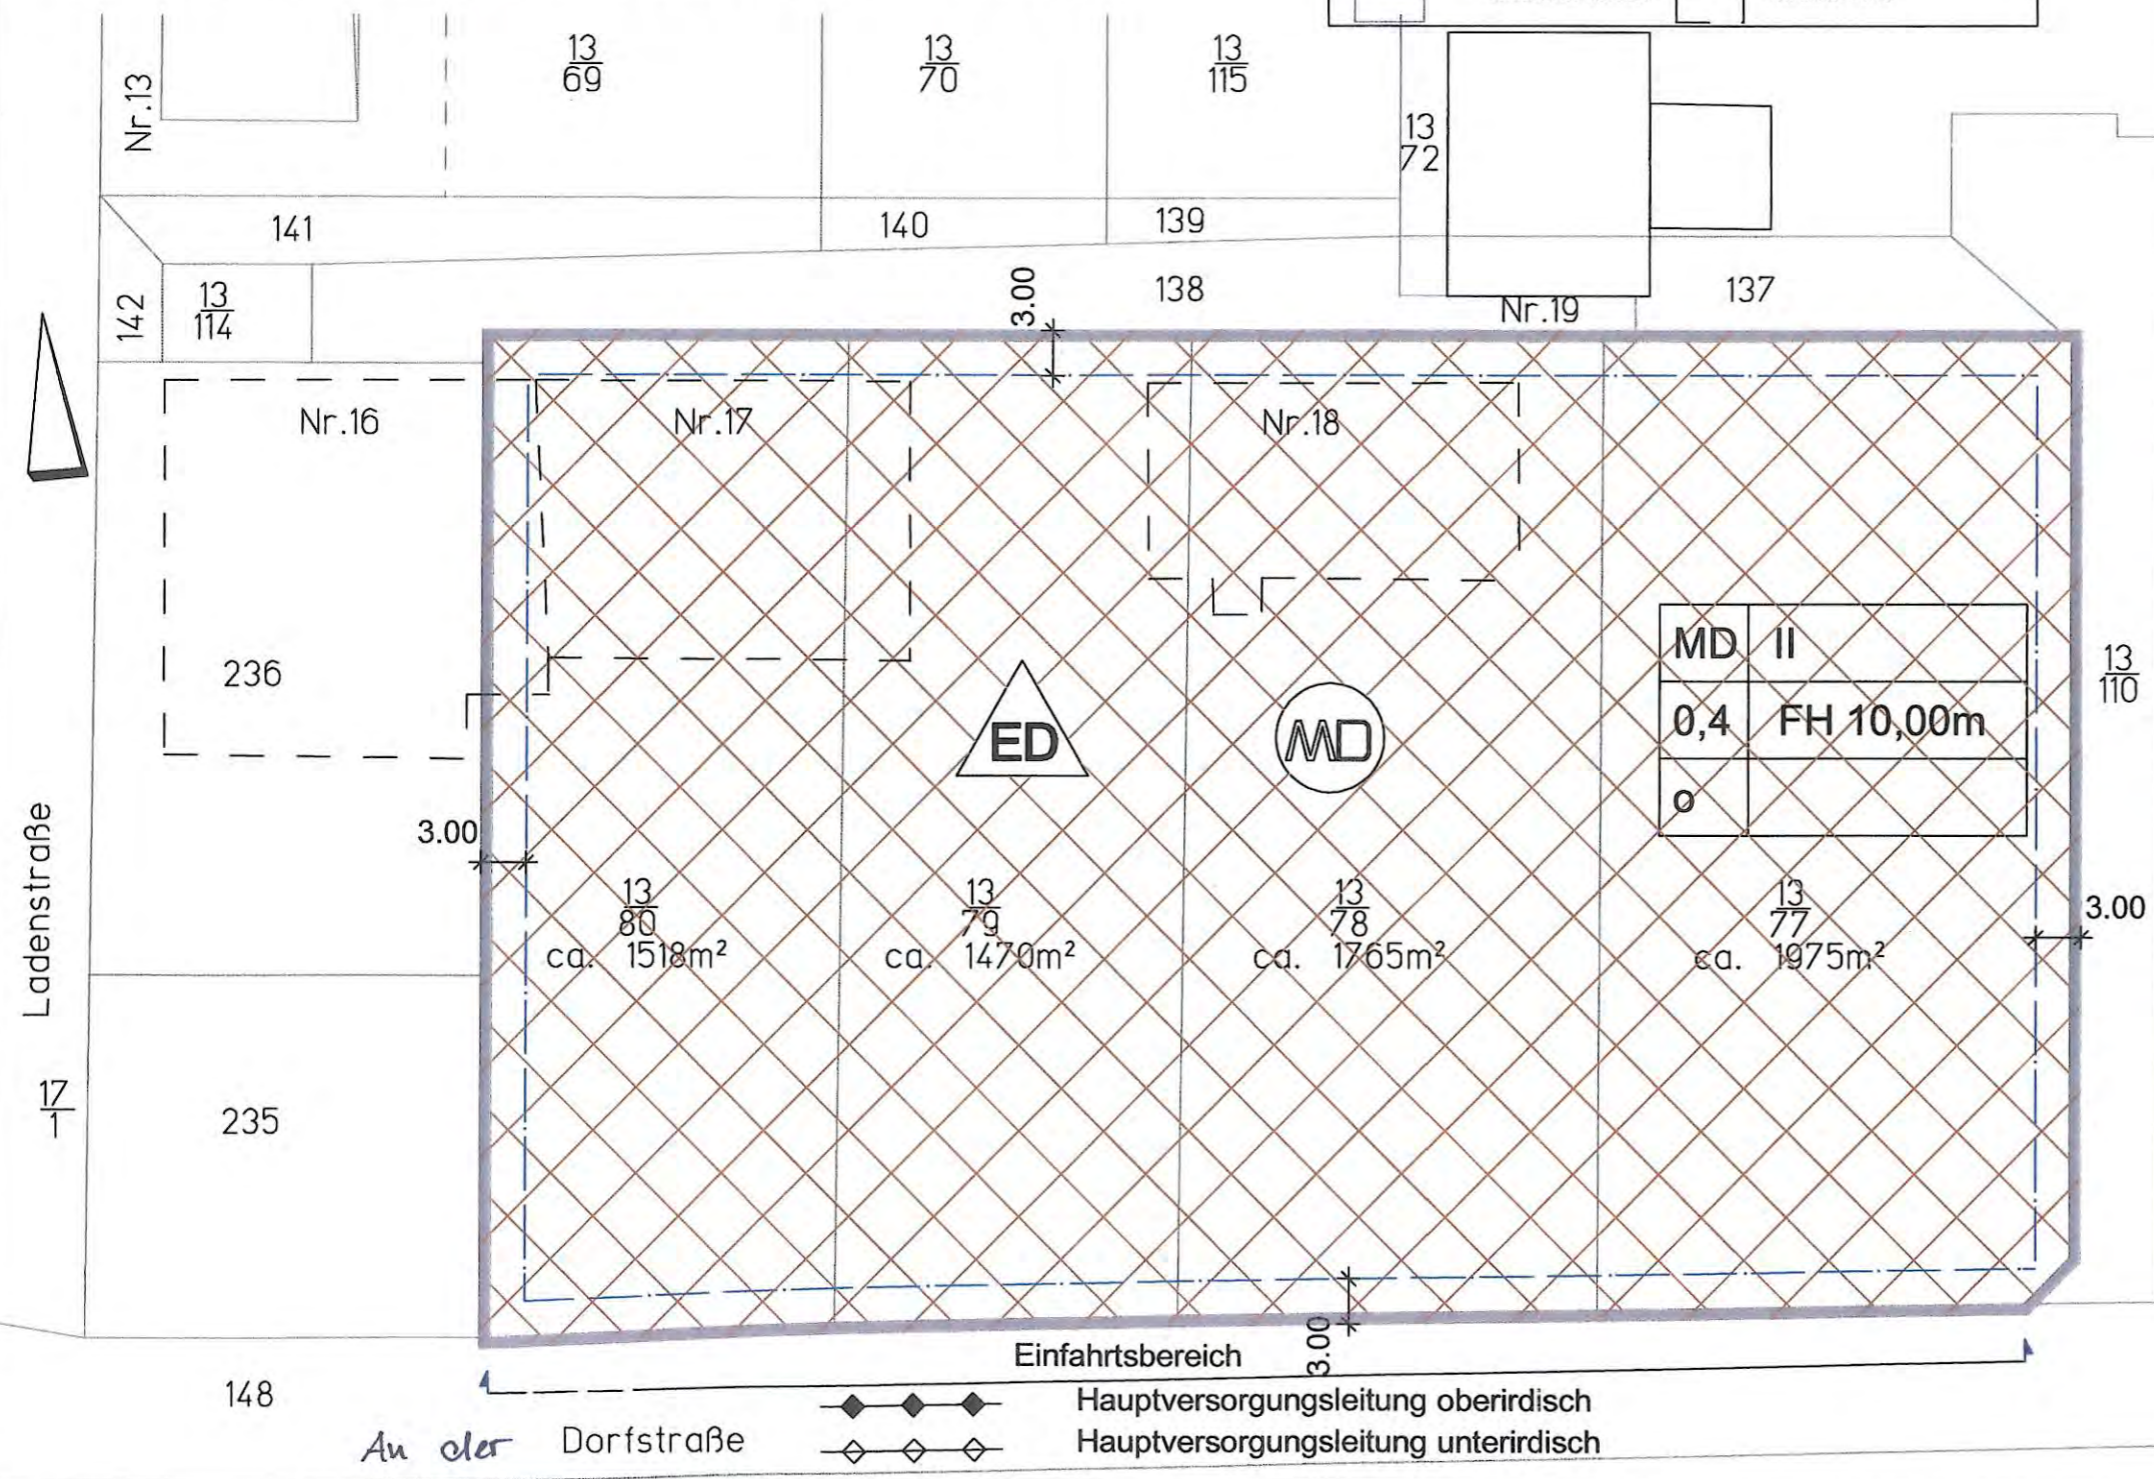 Nr.13
13
69
13
70
13
115
13
72
141
140
139
142
13
114
3.00
138
Nr.19
137
Nr.16
Nr.17
Nr.18
236
MD
II
0,4
FH 10,00m
o
13
110
ED
MD
3.00
Ladenstraße
13
80
ca. 1518m²
13
79
ca. 1470m²
13
78
ca. 1765m²
13
77
ca. 1975m²
3.00
17
1
235
3.00
Einfahrtsbereich
148
Hauptversorgungsleitung oberirdisch
An der Dorfstraße
Hauptversorgungsleitung unterirdisch